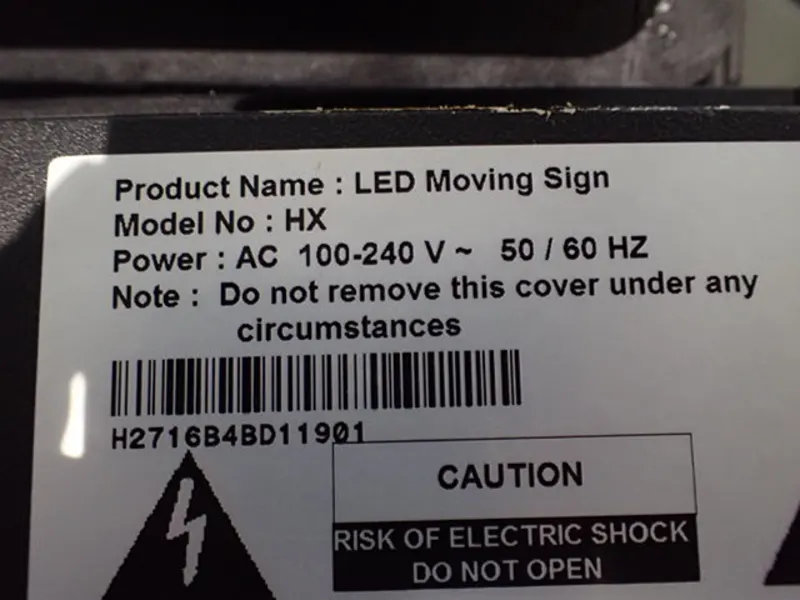 Product Name : LED Moving Sign
Model No : HX
Power : AC 100-240 V ~ 50 / 60 HZ
Note : Do not remove this cover under any
circumstances
H2716B4BD11901
CAUTION
RISK OF ELECTRIC SHOCK
DO NOT OPEN